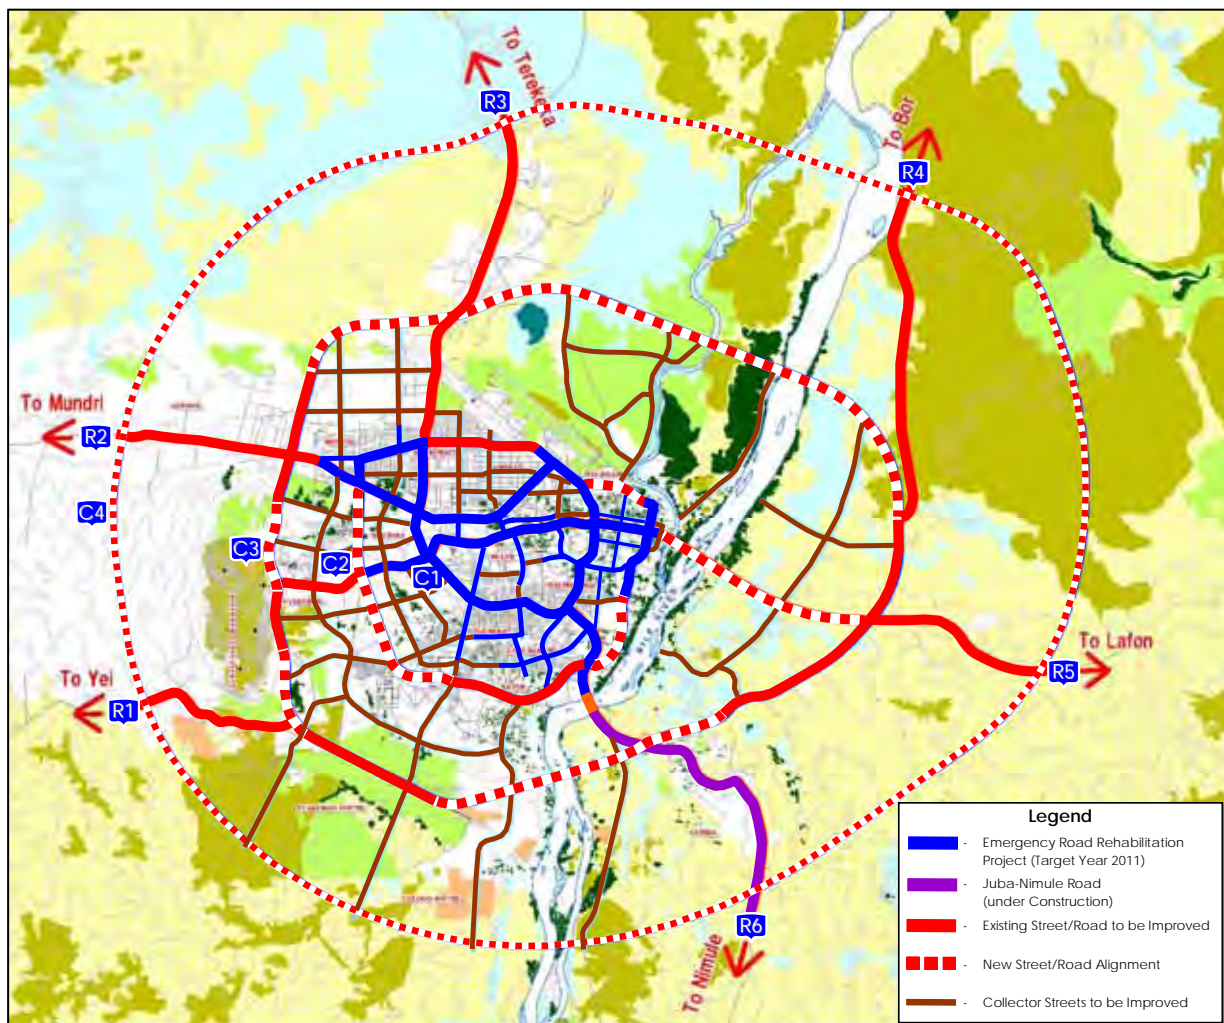 To Terekeka
R3
To Bor
R4
To Mundri
R2
C4
C3
C2
C1
To Lafon
R5
To Yei
R1
R6
To Nimule
Legend
- Emergency Road Rehabilitation
Project (Target Year 2011)
- Juba-Nimule Road
(under Construction)
- Existing Street/Road to be Improved
- New Street/Road Alignment
- Collector Streets to be Improved